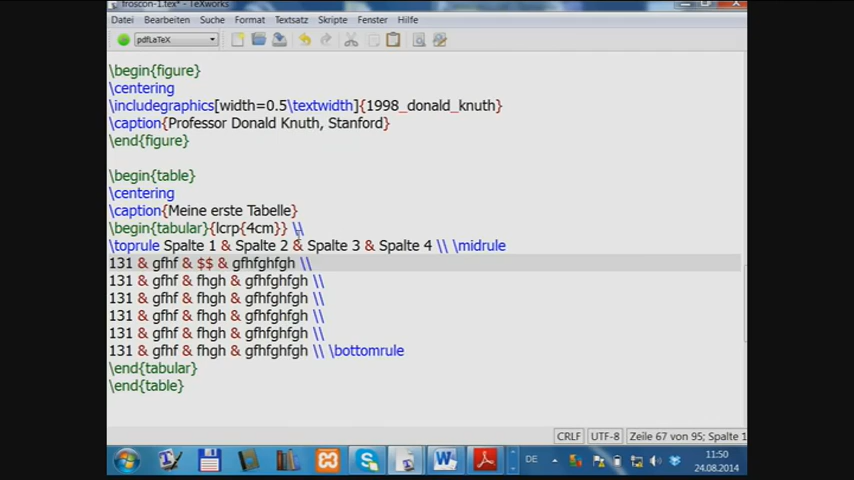 froscon-1.tex* - TeXworks
Datei Bearbeiten Suche Format Textsatz Skripte Fenster Hilfe
pdfLaTeX
\begin{figure}
\centering
\includegraphics[width=0.5\textwidth]{1998_donald_knuth}
\caption{Professor Donald Knuth, Stanford}
\end{figure}
\begin{table}
\centering
\caption{Meine erste Tabelle}
\begin{tabular}{lcrp{4cm}} \\
\toprule Spalte 1 & Spalte 2 & Spalte 3 & Spalte 4 \\ \midrule
131 & gfhf & $$ & gfhfghfgh \\
131 & gfhf & fhgh & gfhfghfgh \\
131 & gfhf & fhgh & gfhfghfgh \\
131 & gfhf & fhgh & gfhfghfgh \\
131 & gfhf & fhgh & gfhfghfgh \\
131 & gfhf & fhgh & gfhfghfgh \\ \bottomrule
\end{tabular}
\end{table}
CRLF UTF-8 Zeile 67 von 95; Spalte 1
DE 11:50
24.08.2014